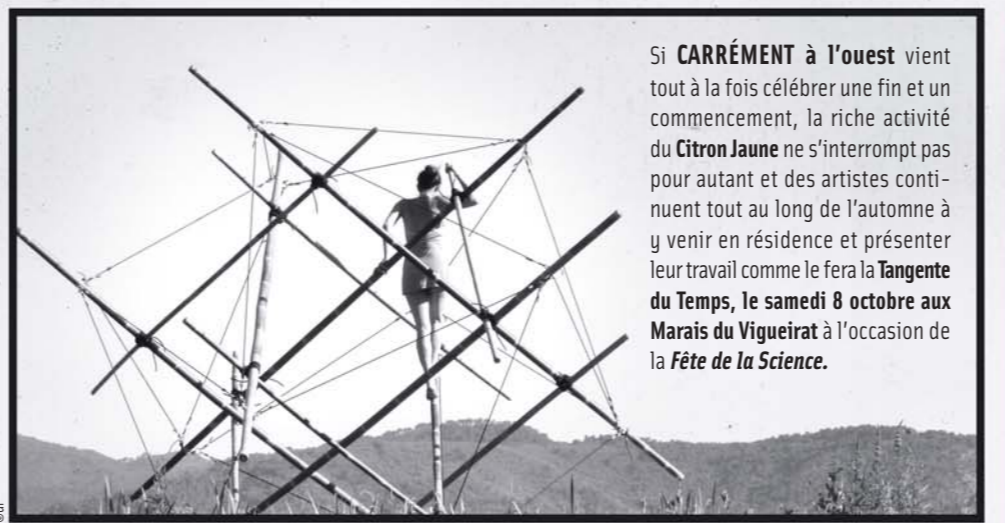 Si CARRÉMENT à l'ouest vient
tout à la fois célébrer une fin et un
commencement, la riche activité
du Citron Jaune ne s'interrompt pas
pour autant et des artistes conti-
nuent tout au long de l'automne à
y venir en résidence et présenter
leur travail comme le fera la Tangente
du Temps, le samedi 8 octobre aux
Marais du Vigueirat à l'occasion de
la Fête de la Science.